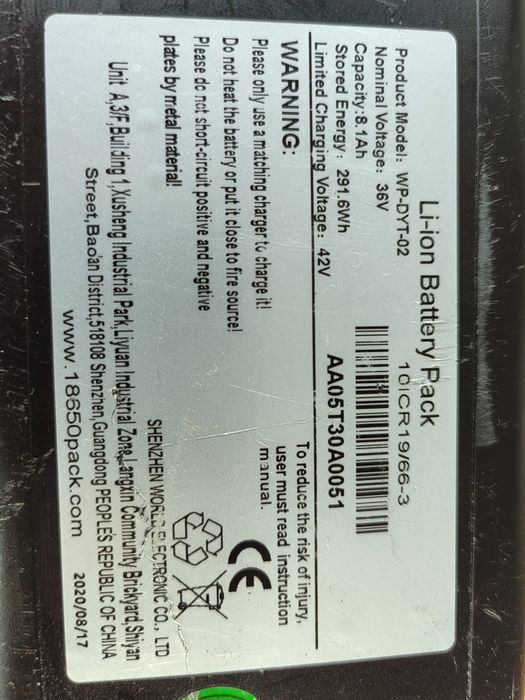 Li-ion Battery Pack
Product Model: WP-DYT-02
10ICR19/66-3
Nominal Voltage: 36V
Capacity:8.1Ah
Stored Energy: 291.6Wh
Limited Charging Voltage: 42V
AA05T30A0051
WARNING:
To reduce the risk of injury,
user must read instruction
manual.
Please only use a matching charger to charge it!
Do not heat the battery or put it close to fire source!
Please do not short-circuit positive and negative
plates by metal material!
CE
SHENZHEN WORLD ELECTRONIC CO., LTD
Unit A,3/F,Building 1,Xusheng Industrial Park,Liyuan Industrial Zone,Langxin Community Brickyard,Shiyan
Street,Bao'an District,518108 Shenzhen, Guangdong PEOPLE'S REPUBLIC OF CHINA
www.18650pack.com
2020/08/17